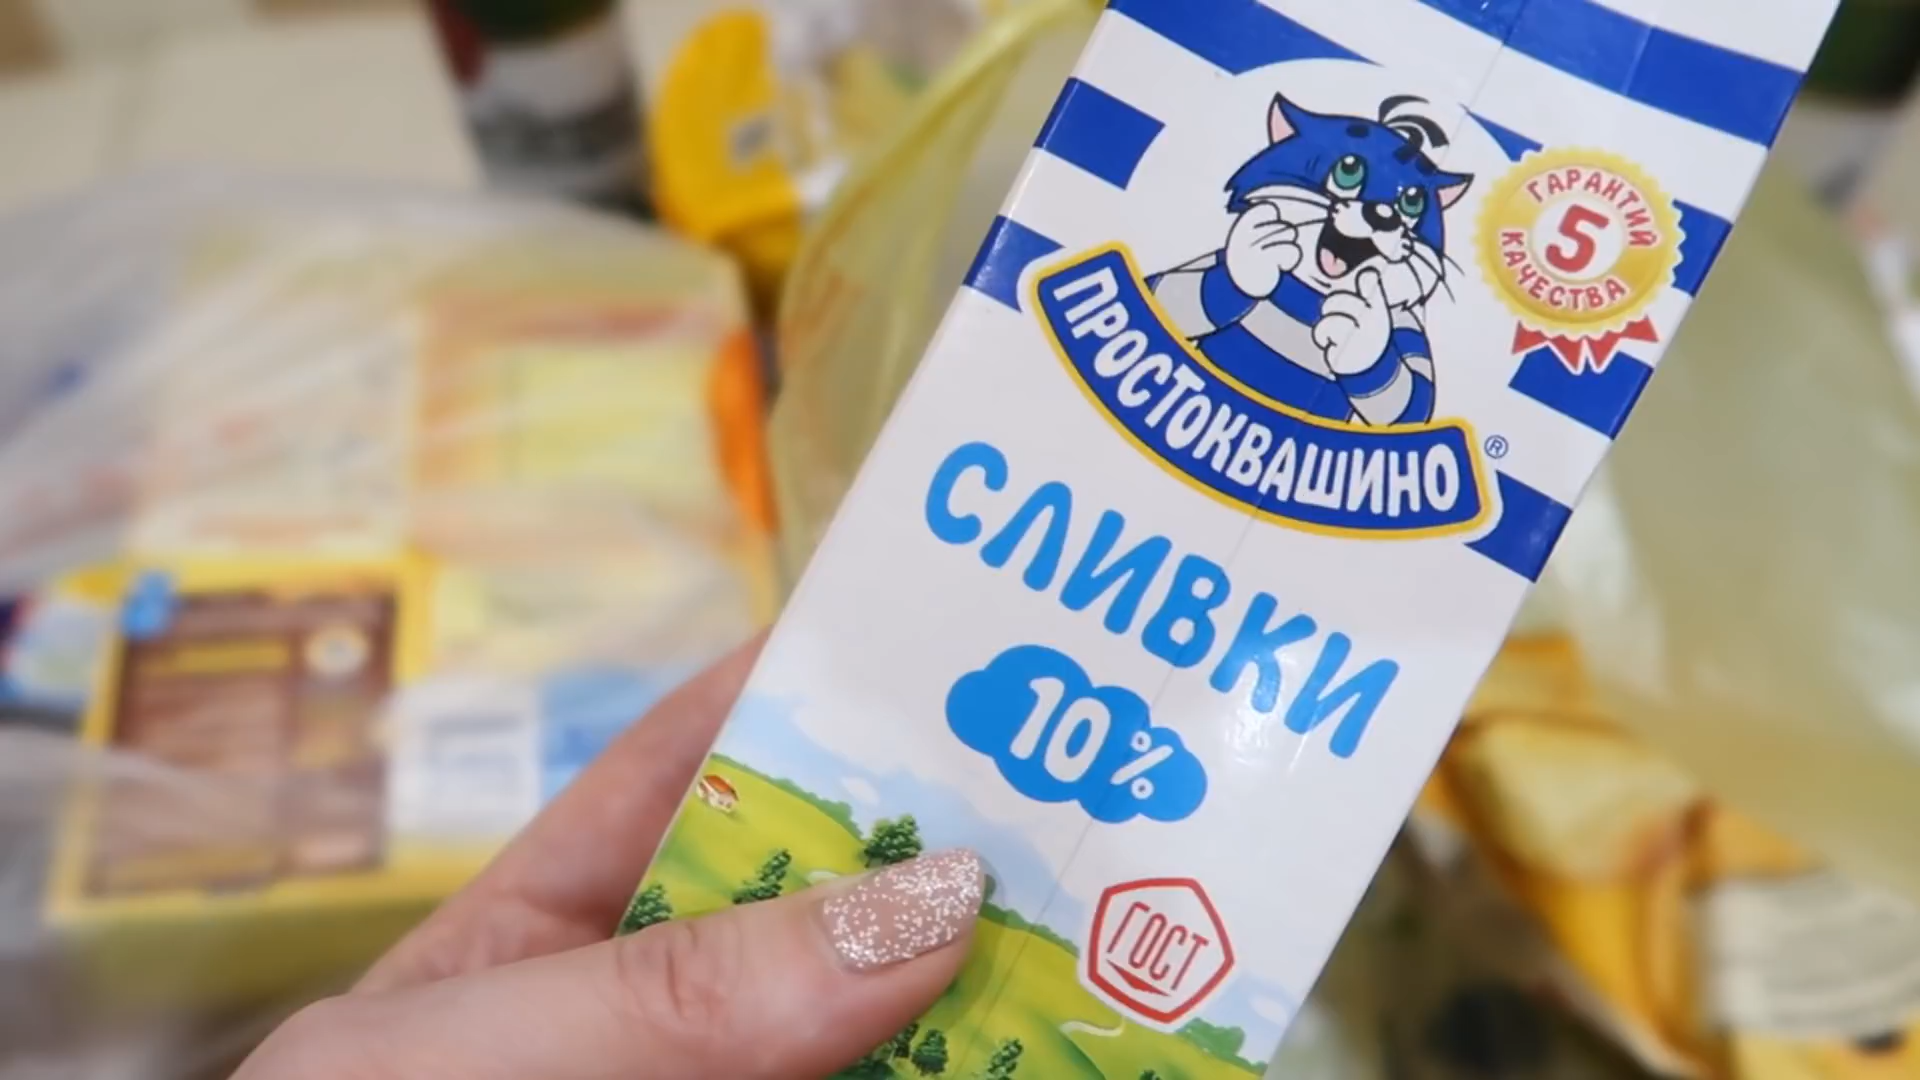 ПРОСТОКВАШИНО
®
5
ГАРАНТИЙ
КАЧЕСТВА
СЛИВКИ
10%
ГОСТ